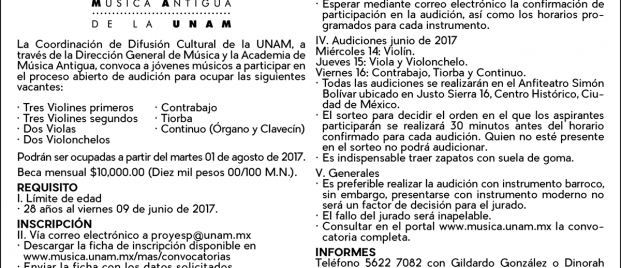 MÚSICA ANTIGUA
DE LA UNAM
La Coordinación de Difusión Cultural de la UNAM, a
través de la Dirección General de Música y la Academia de
Música Antigua, convoca a jóvenes músicos a participar en
el proceso abierto de audición para ocupar las siguientes
vacantes:
· Tres Violines primeros · Contrabajo
· Tres Violines segundos · Tiorba
· Dos Violas · Continuo (Órgano y Clavecín)
· Dos Violonchelos
Podrán ser ocupadas a partir del martes 01 de agosto de 2017.
Beca mensual $10,000.00 (Diez mil pesos 00/100 M.N.).
REQUISITO
I. Límite de edad
· 28 años al viernes 09 de junio de 2017.
INSCRIPCIÓN
II. Vía correo electrónico a proyesp@unam.mx
· Descargar la ficha de inscripción disponible en
www.musica.unam.mx/mas/convocatorias
· Enviar la ficha con los datos solicitados
· Esperar mediante correo electrónico la confirmación de
participación en la audición, así como los horarios pro-
gramados para cada instrumento.
IV. Audiciones junio de 2017
Miércoles 14: Violín.
Jueves 15: Viola y Violonchelo.
Viernes 16: Contrabajo, Tiorba y Continuo.
· Todas las audiciones se realizarán en el Anfiteatro Simón
Bolívar ubicado en Justo Sierra 16, Centro Histórico, Ciu-
dad de México.
· El sorteo para decidir el orden en el que los aspirantes
participarán se realizará 30 minutos antes del horario
confirmado para cada audición. Quien no esté presente
en el sorteo no podrá audicionar.
· Es indispensable traer zapatos con suela de goma.
V. Generales
· Es preferible realizar la audición con instrumento barroco,
sin embargo, presentarse con instrumento moderno no
será un factor de decisión para el jurado.
· El fallo del jurado será inapelable.
· Consultar en el portal www.musica.unam.mx la convo-
catoria completa.
INFORMES
Teléfono 5622 7082 con Gildardo González o Dinorah